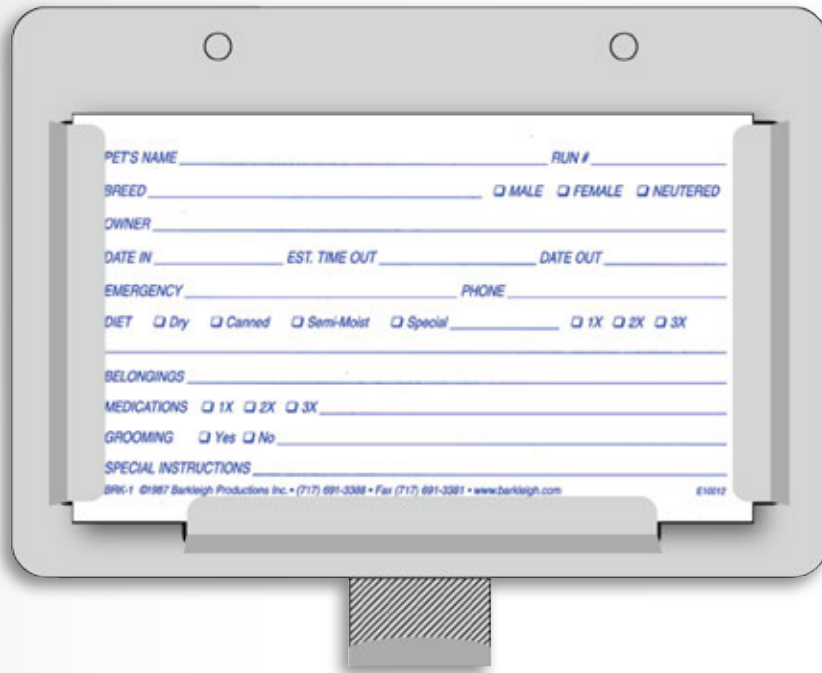 PET'S NAME RUN #
BREED ❏ MALE ❏ FEMALE ❏ NEUTERED
OWNER
DATE IN EST. TIME OUT DATE OUT
EMERGENCY PHONE
DIET ❏ Dry ❏ Canned ❏ Semi-Moist ❏ Special ❏ 1X ❏ 2X ❏ 3X
BELONGINGS
MEDICATIONS ❏ 1X ❏ 2X ❏ 3X
GROOMING ❏ Yes ❏ No
SPECIAL INSTRUCTIONS
BRK-1 ©1987 Barkleigh Productions Inc. • (717) 691-3388 • Fax (717) 691-3381 • www.barkleigh.com E10012